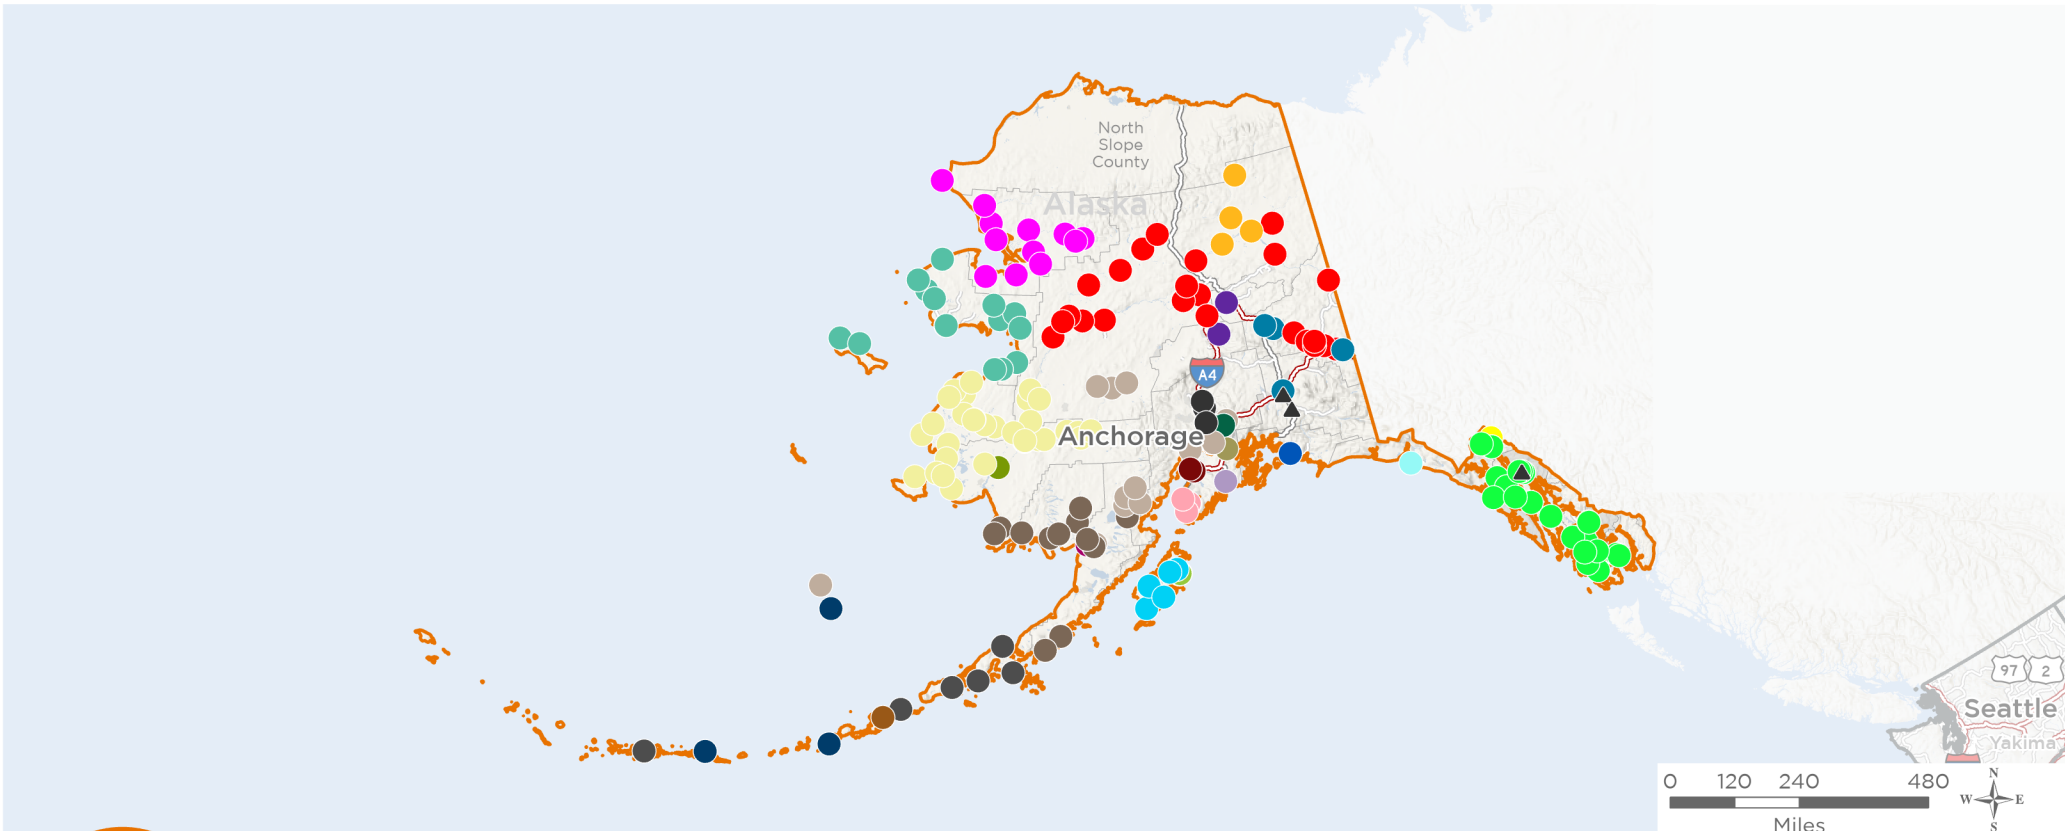 North
Slope
County
Alaska
A4
Anchorage
97 2
Seattle
Yakima
0 120 240 480
Miles
N
W E
S